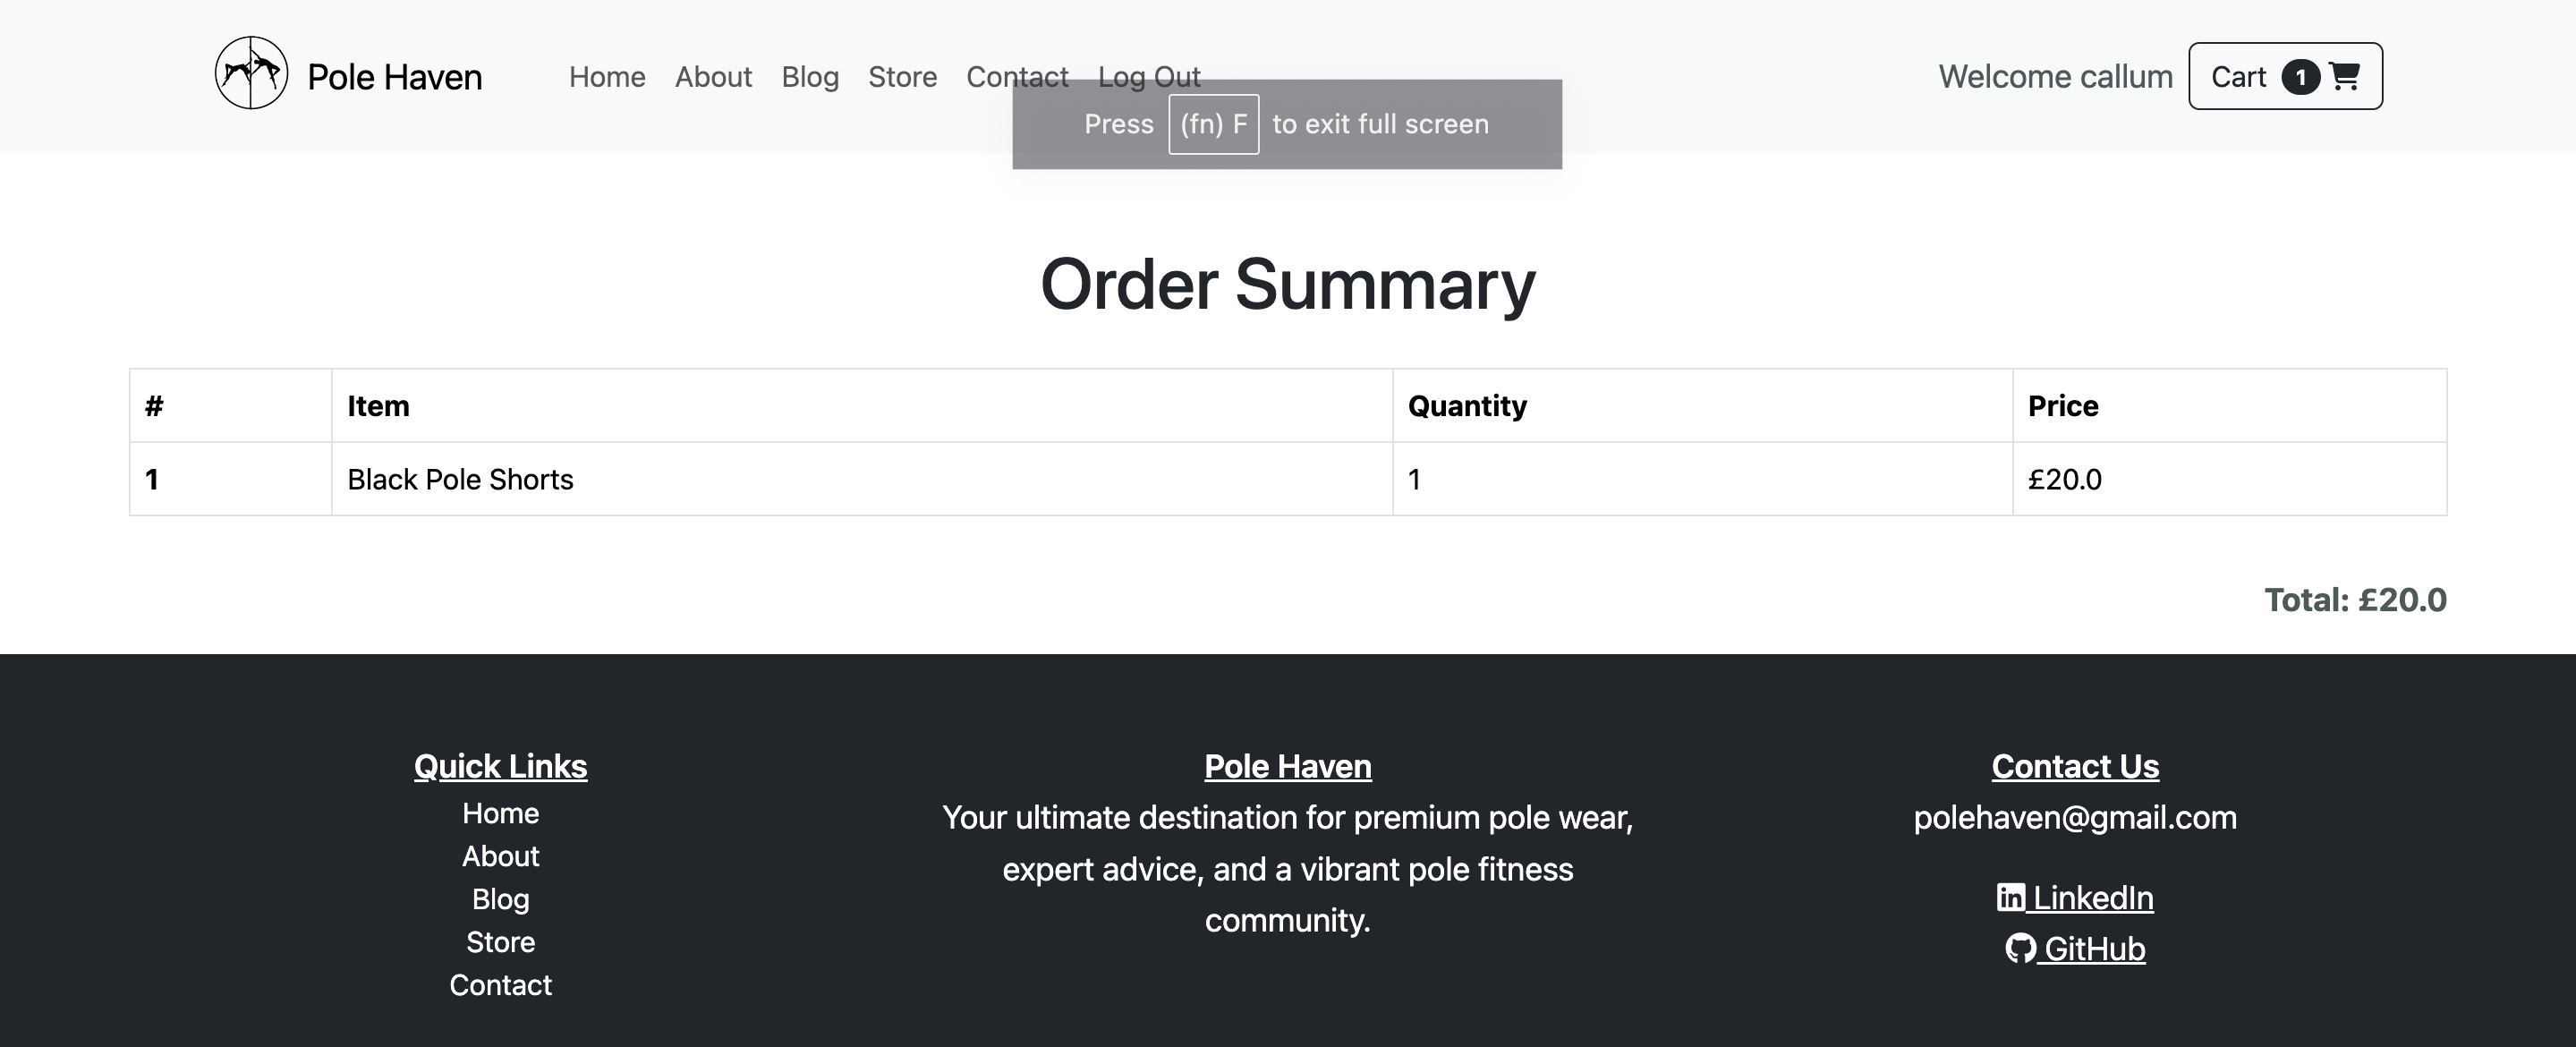 Pole Haven Home About Blog Store Contact Log Out Welcome callum Cart 1
Press (fn) F to exit full screen
Order Summary
# Item Quantity Price
1 Black Pole Shorts 1 £20.0
Total: £20.0
Quick Links
Home
About
Blog
Store
Contact
Pole Haven
Your ultimate destination for premium pole wear,
expert advice, and a vibrant pole fitness
community.
Contact Us
polehaven@gmail.com
LinkedIn
GitHub